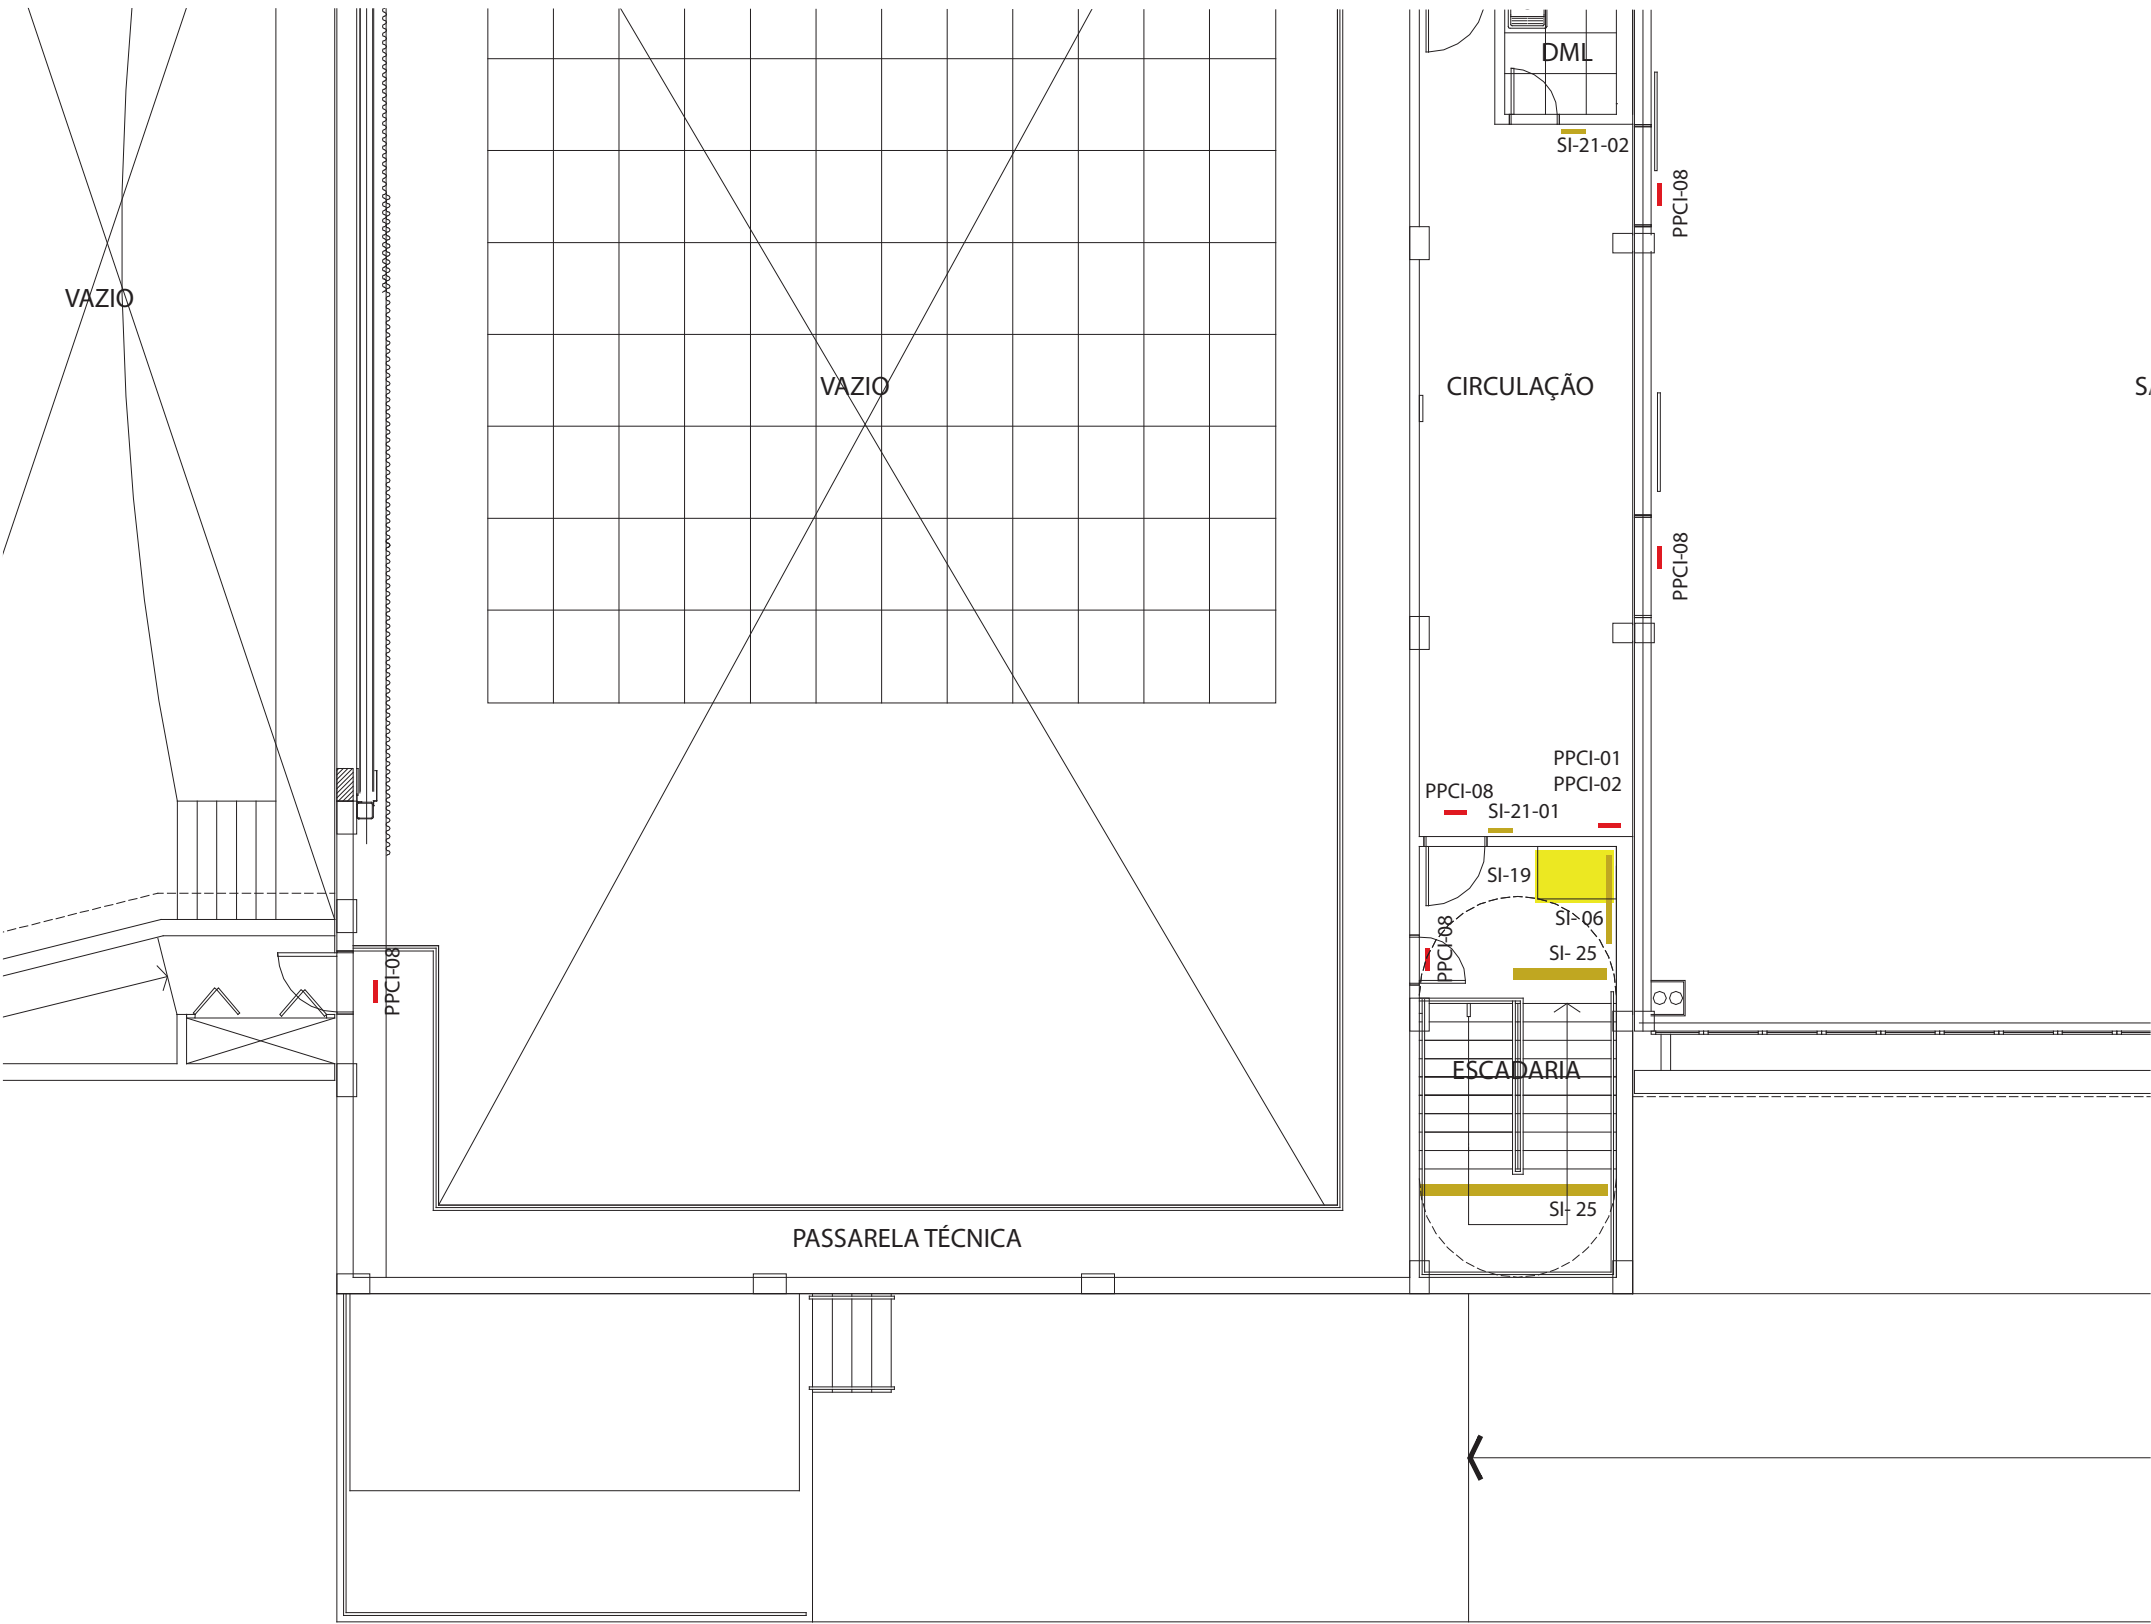 DML
SI-21-02
PPCI-08
VAZIO
VAZIO
CIRCULAÇÃO
PPCI-08
PPCI-01
PPCI-02
PPCI-08
SI-21-01
SI-19
SI- 06
PPCI-08
SI- 25
PPCI-08
ESCADARIA
SI- 25
PASSARELA TÉCNICA